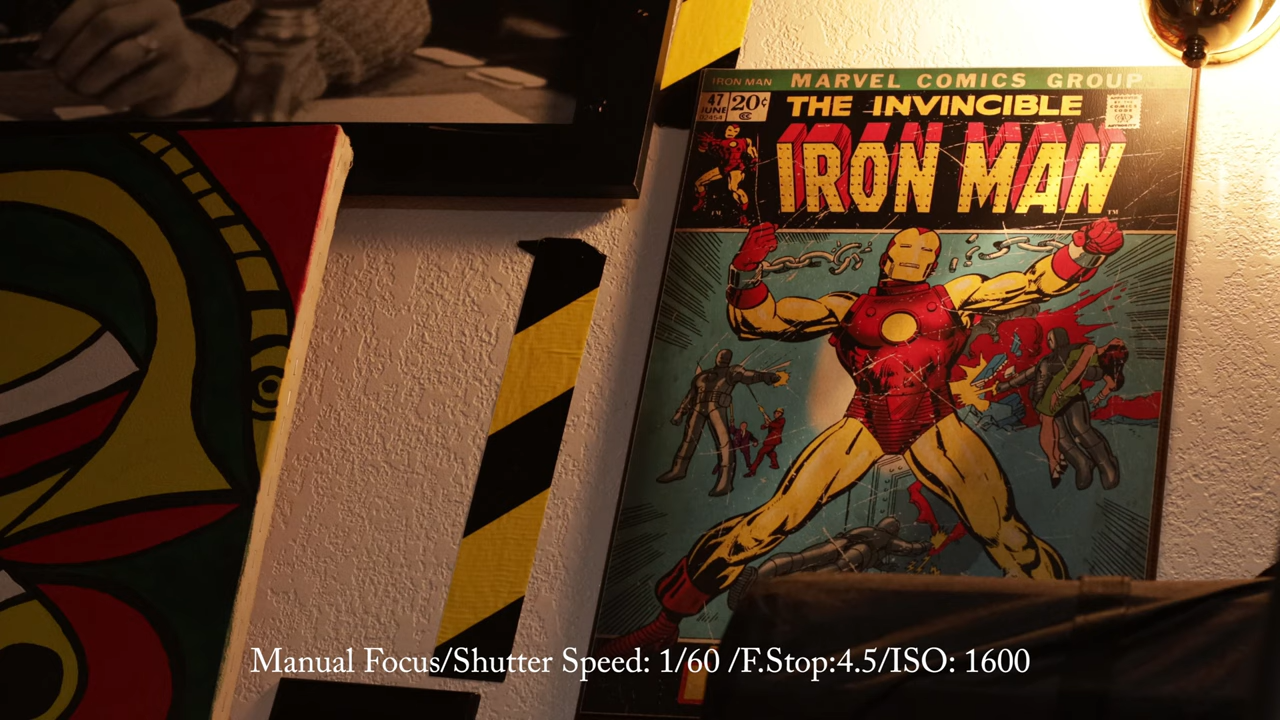 IRON MAN MARVEL COMICS GROUP
47 JUNE 20¢
THE INVINCIBLE
IRON MAN
Manual Focus/Shutter Speed: 1/60 /F.Stop:4.5/ISO: 1600